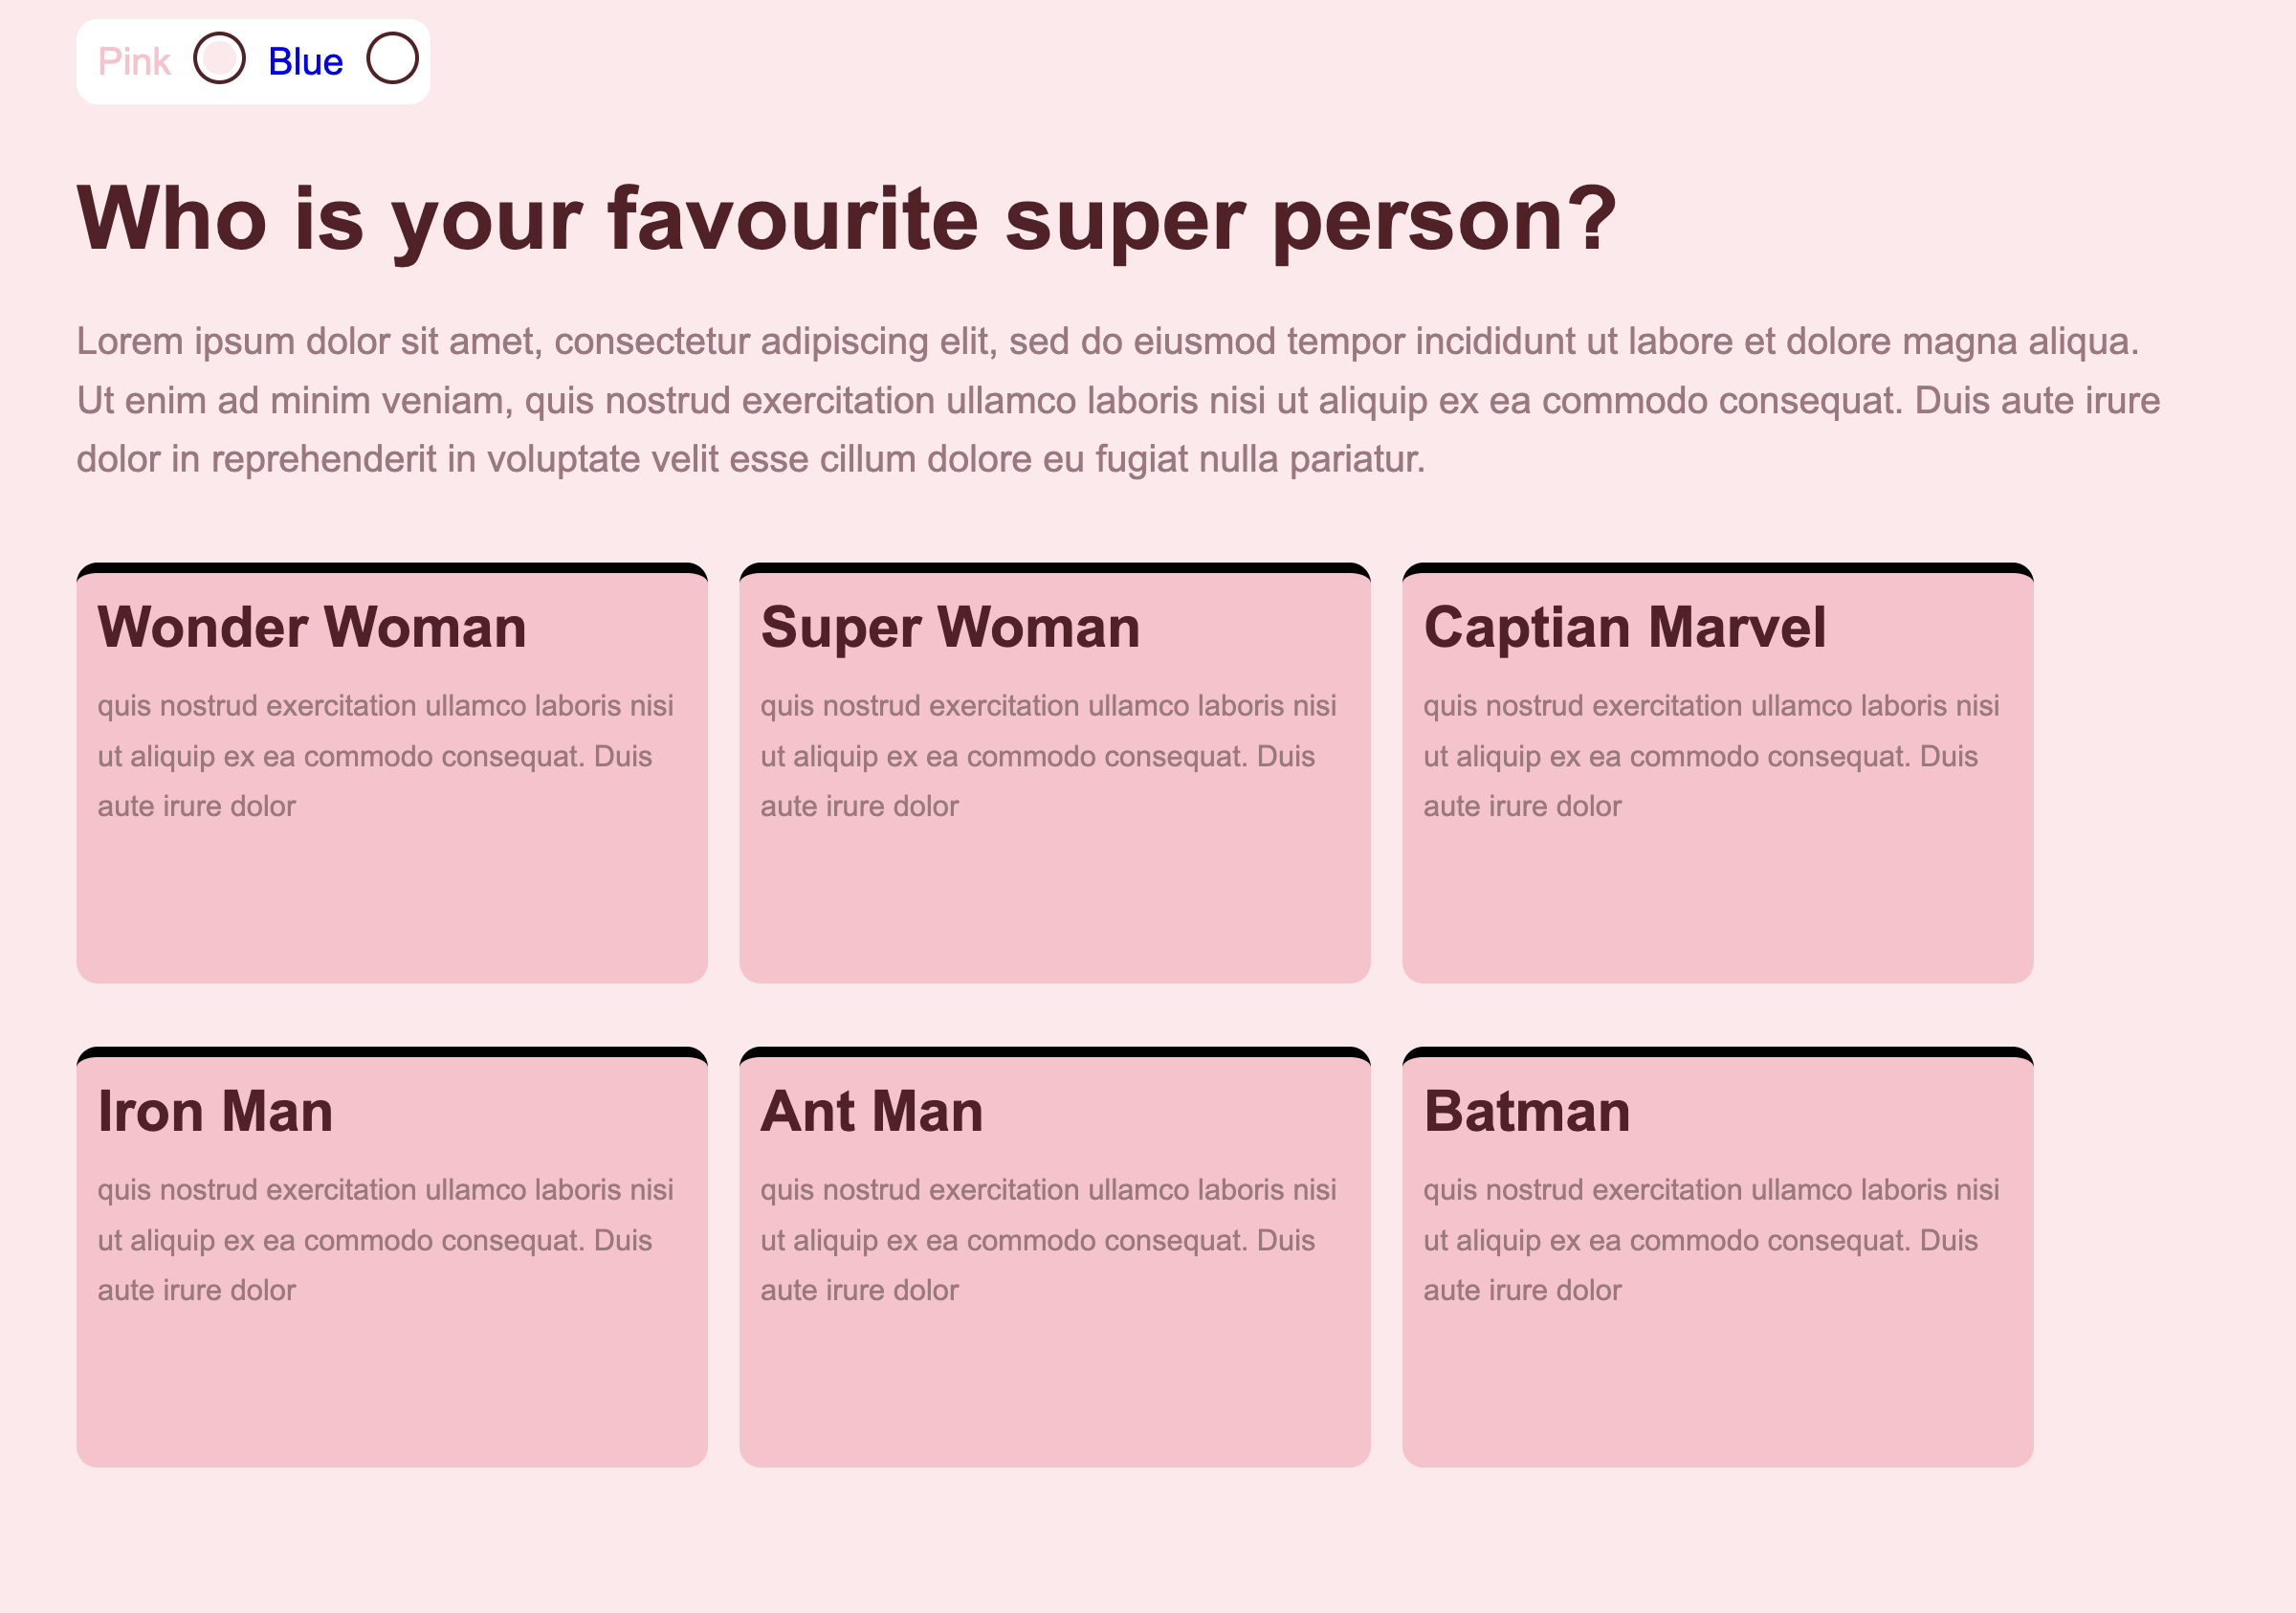 Pink Blue
Who is your favourite super person?
Lorem ipsum dolor sit amet, consectetur adipiscing elit, sed do eiusmod tempor incididunt ut labore et dolore magna aliqua.
Ut enim ad minim veniam, quis nostrud exercitation ullamco laboris nisi ut aliquip ex ea commodo consequat. Duis aute irure
dolor in reprehenderit in voluptate velit esse cillum dolore eu fugiat nulla pariatur.
Wonder Woman
quis nostrud exercitation ullamco laboris nisi
ut aliquip ex ea commodo consequat. Duis
aute irure dolor
Super Woman
quis nostrud exercitation ullamco laboris nisi
ut aliquip ex ea commodo consequat. Duis
aute irure dolor
Captian Marvel
quis nostrud exercitation ullamco laboris nisi
ut aliquip ex ea commodo consequat. Duis
aute irure dolor
Iron Man
quis nostrud exercitation ullamco laboris nisi
ut aliquip ex ea commodo consequat. Duis
aute irure dolor
Ant Man
quis nostrud exercitation ullamco laboris nisi
ut aliquip ex ea commodo consequat. Duis
aute irure dolor
Batman
quis nostrud exercitation ullamco laboris nisi
ut aliquip ex ea commodo consequat. Duis
aute irure dolor